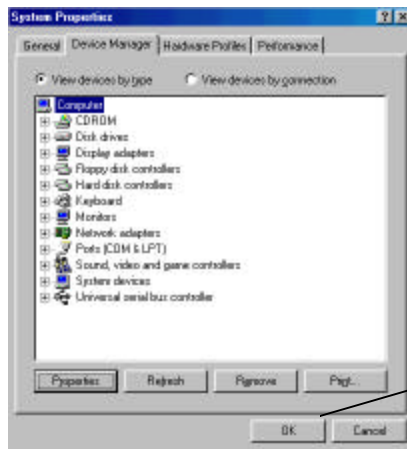 System Properties
General Device Manager Hardware Profiles Performance
View devices by type View devices by connection
Computer
CDROM
Disk drives
Display adapters
Floppy disk controllers
Hard disk controllers
Keyboard
Monitors
Network adapters
Ports (COM & LPT)
Sound, video and game controllers
System devices
Universal serial bus controller
Properties Refresh Remove Print...
OK Cancel